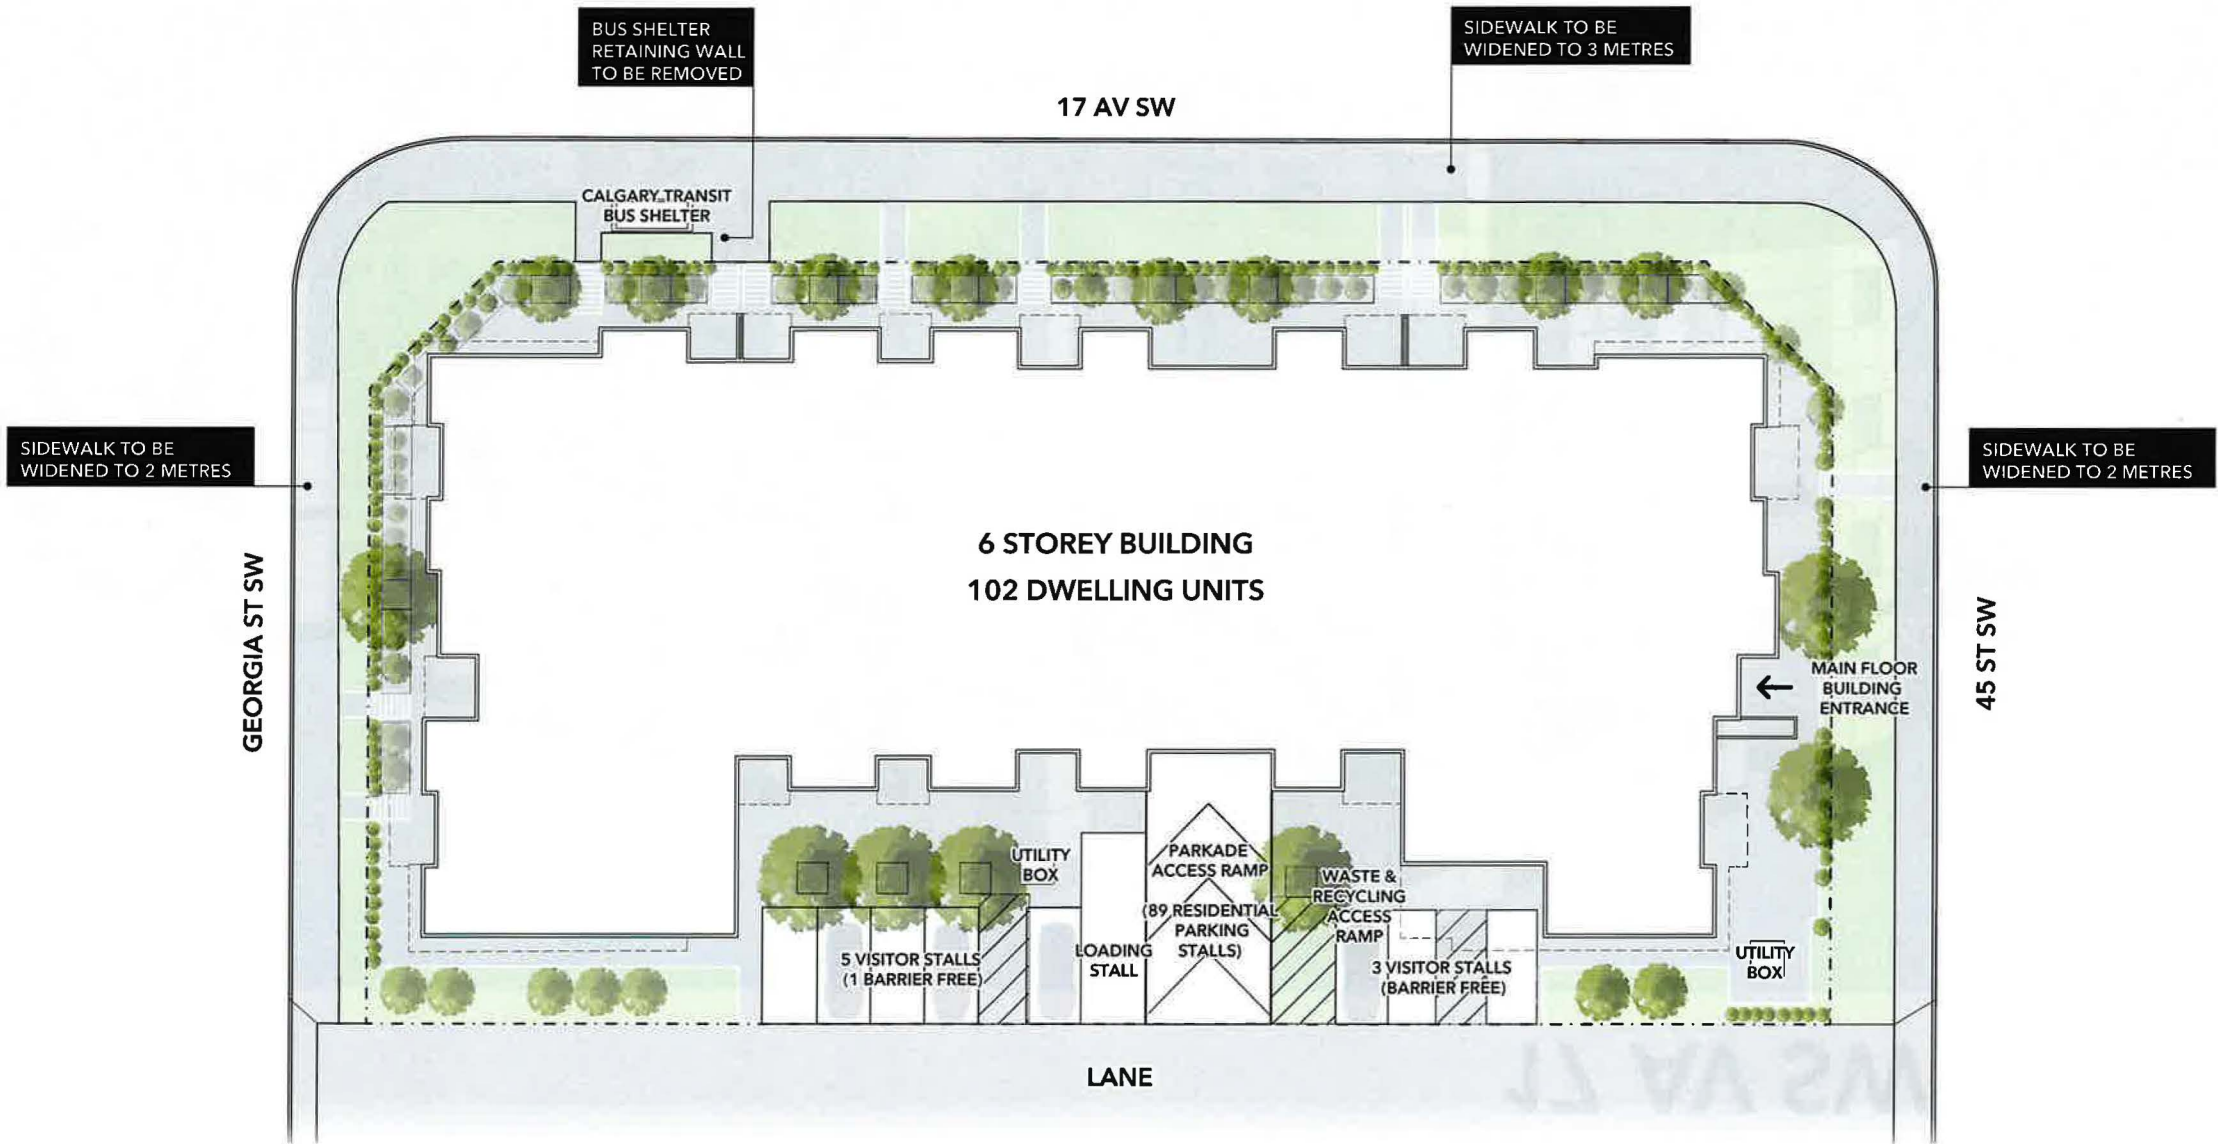 BUS SHELTER
RETAINING WALL
TO BE REMOVED
SIDEWALK TO BE
WIDENED TO 3 METRES
17 AV SW
CALGARY TRANSIT
BUS SHELTER
SIDEWALK TO BE
WIDENED TO 2 METRES
SIDEWALK TO BE
WIDENED TO 2 METRES
6 STOREY BUILDING
102 DWELLING UNITS
GEORGIA ST SW
45 ST SW
MAIN FLOOR
BUILDING
ENTRANCE
UTILITY
BOX
PARKADE
ACCESS RAMP
(89 RESIDENTIAL
PARKING
STALLS)
WASTE &
RECYCLING
ACCESS
RAMP
5 VISITOR STALLS
(1 BARRIER FREE)
LOADING
STALL
3 VISITOR STALLS
(BARRIER FREE)
UTILITY
BOX
LANE
17 AV SW